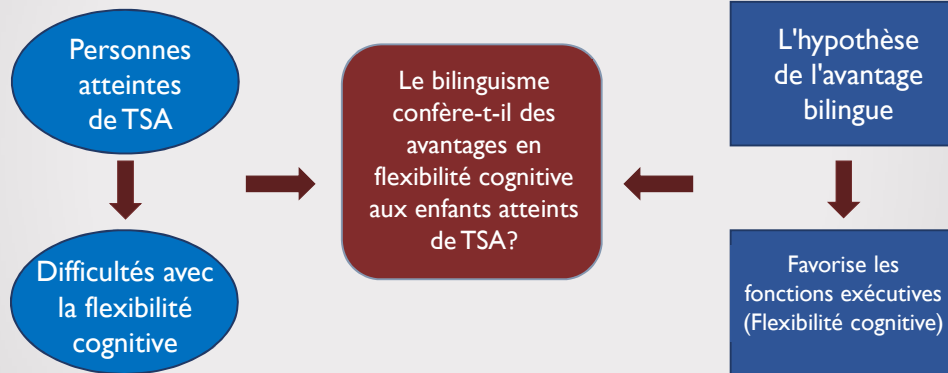 Personnes
atteintes
de TSA
Difficultés avec
la flexibilité
cognitive
Le bilinguisme
confère-t-il des
avantages en
flexibilité cognitive
aux enfants atteints
de TSA?
L'hypothèse
de l'avantage
bilingue
Favorise les
fonctions exécutives
(Flexibilité cognitive)